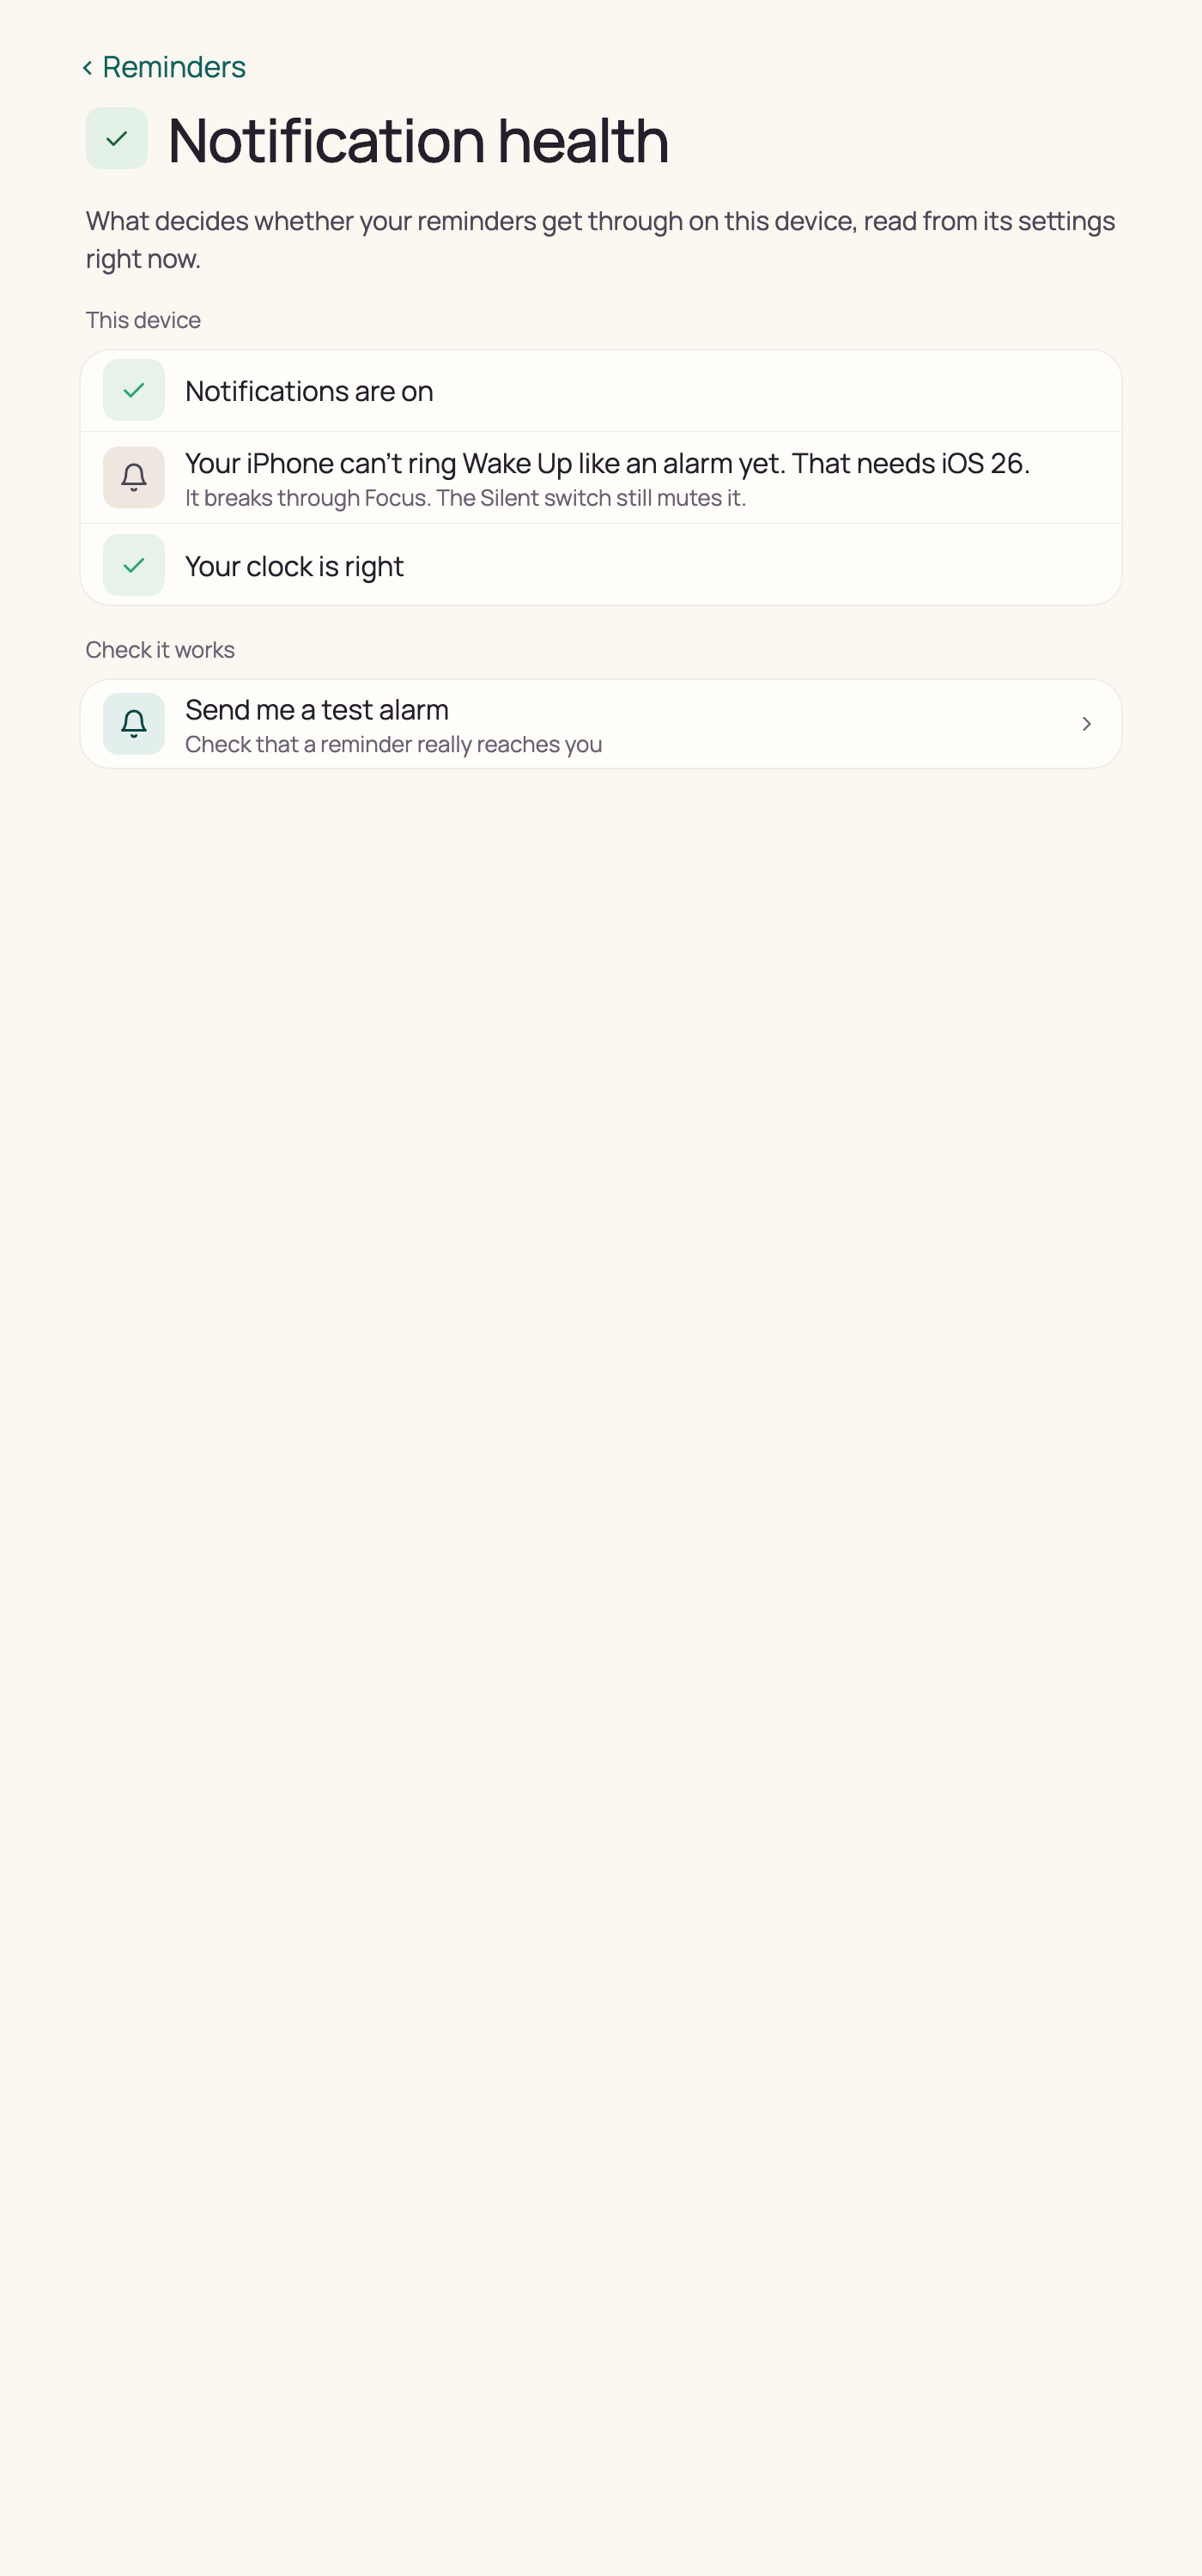 Reminders
Notification health
What decides whether your reminders get through on this device, read from its settings
right now.
This device
Notifications are on
Your iPhone can’t ring Wake Up like an alarm yet. That needs iOS 26.
It breaks through Focus. The Silent switch still mutes it.
Your clock is right
Check it works
Send me a test alarm
Check that a reminder really reaches you